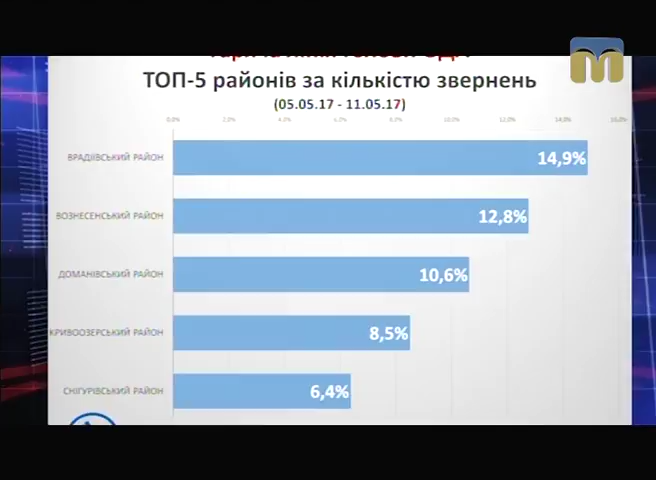 ТОП-5 районів за кількістю звернень
(05.05.17 - 11.05.17)
0,0% 2,0% 4,0% 6,0% 8,0% 10,0% 12,0% 14,0% 16,0%
ВРАДІЇВСЬКИЙ РАЙОН 14,9%
ВОЗНЕСЕНСЬКИЙ РАЙОН 12,8%
ДОМАНІВСЬКИЙ РАЙОН 10,6%
КРИВООЗЕРСЬКИЙ РАЙОН 8,5%
СНІГУРІВСЬКИЙ РАЙОН 6,4%